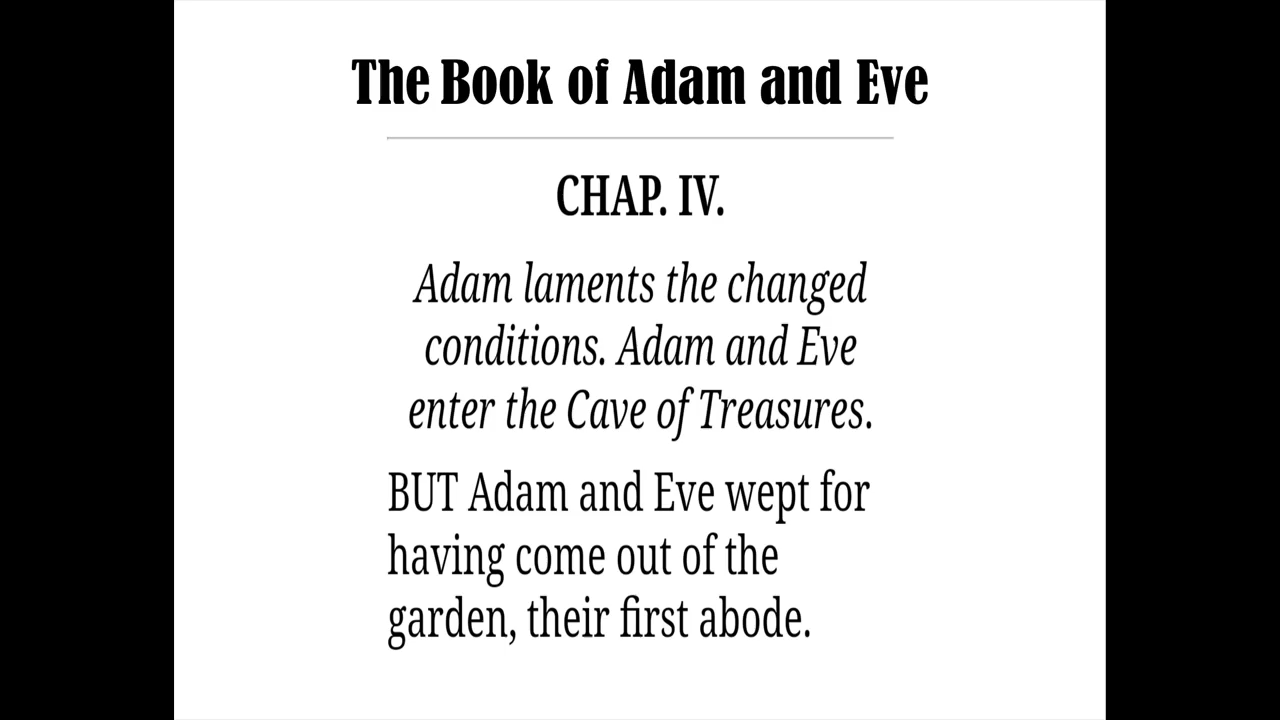 The Book of Adam and Eve
CHAP. IV.
Adam laments the changed
conditions. Adam and Eve
enter the Cave of Treasures.
BUT Adam and Eve wept for
having come out of the
garden, their first abode.